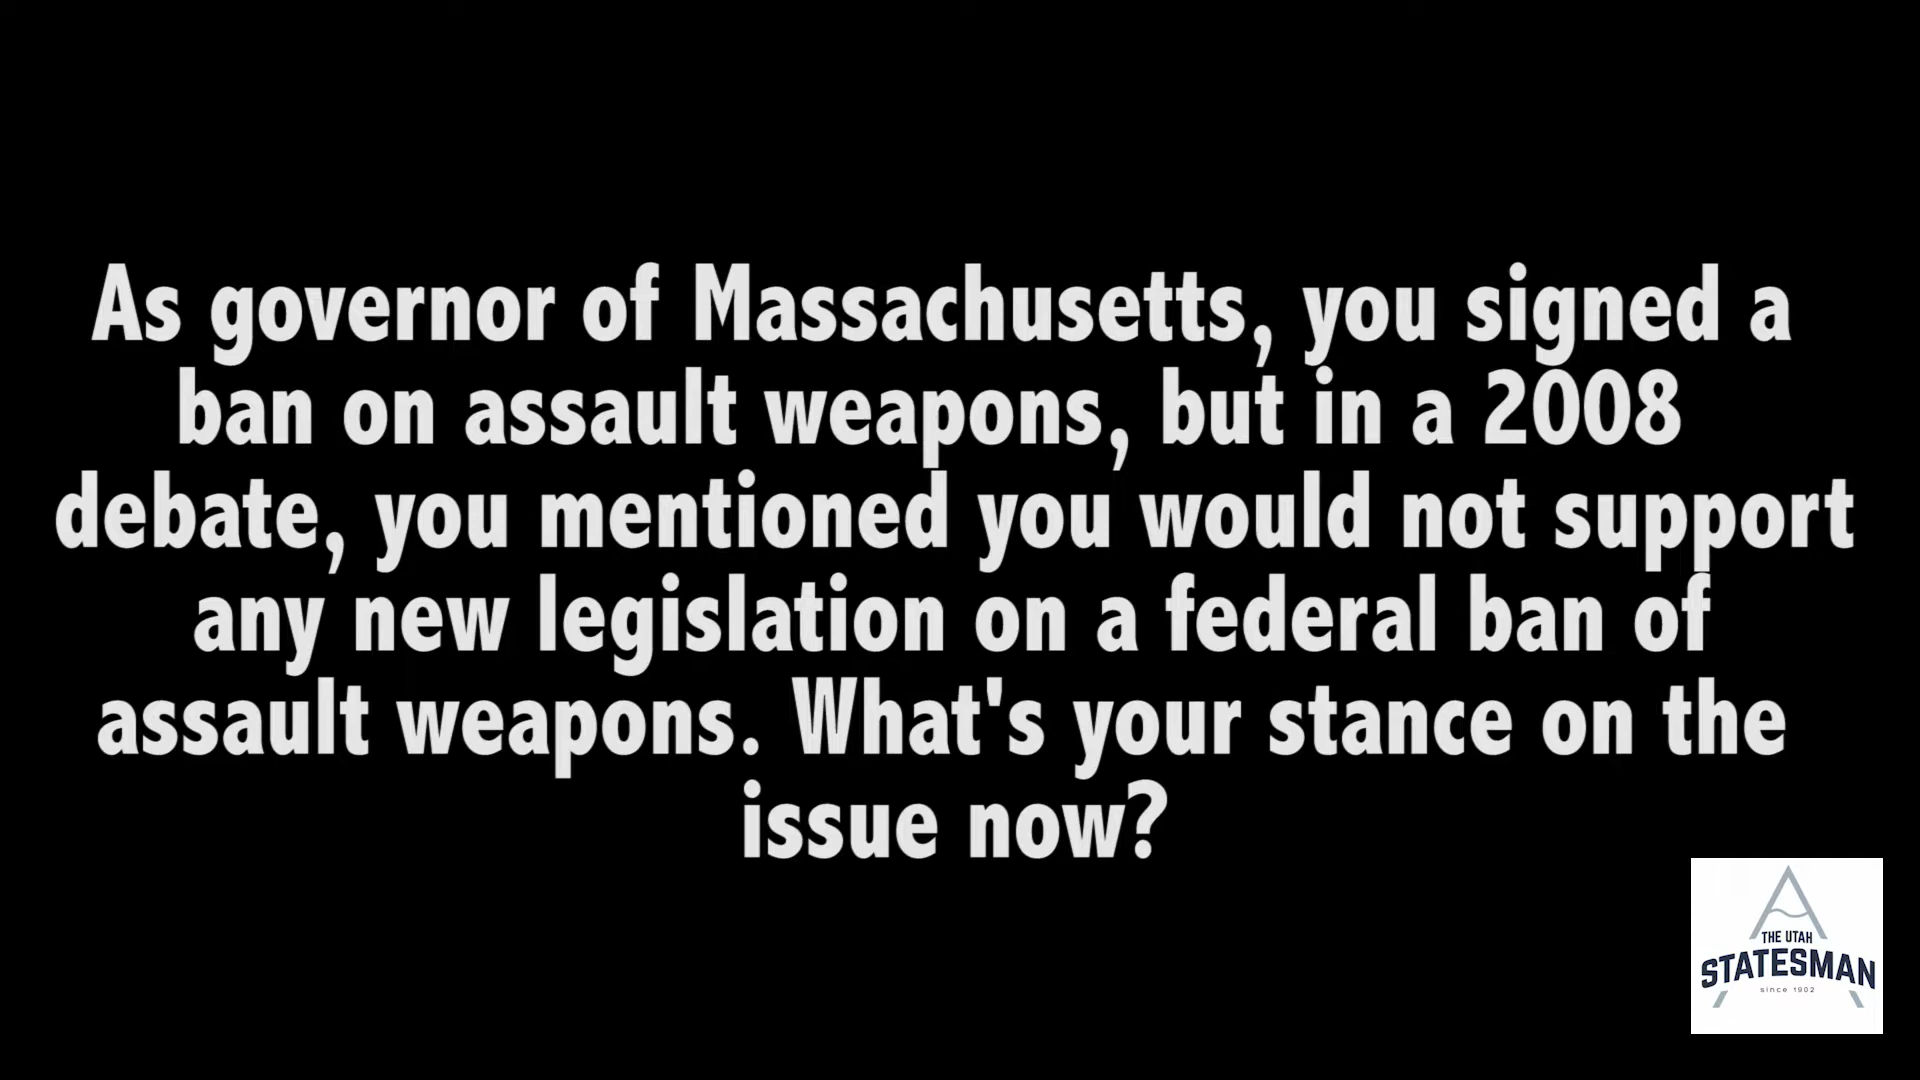 As governor of Massachusetts, you signed a
ban on assault weapons, but in a 2008
debate, you mentioned you would not support
any new legislation on a federal ban of
assault weapons. What's your stance on the
issue now?
THE UTAH
STATESMAN
since 1902